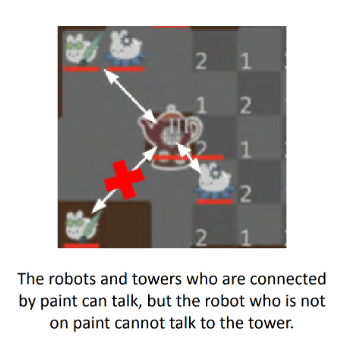 2 1
1 2
2 1
2
2 1
The robots and towers who are connected
by paint can talk, but the robot who is not
on paint cannot talk to the tower.